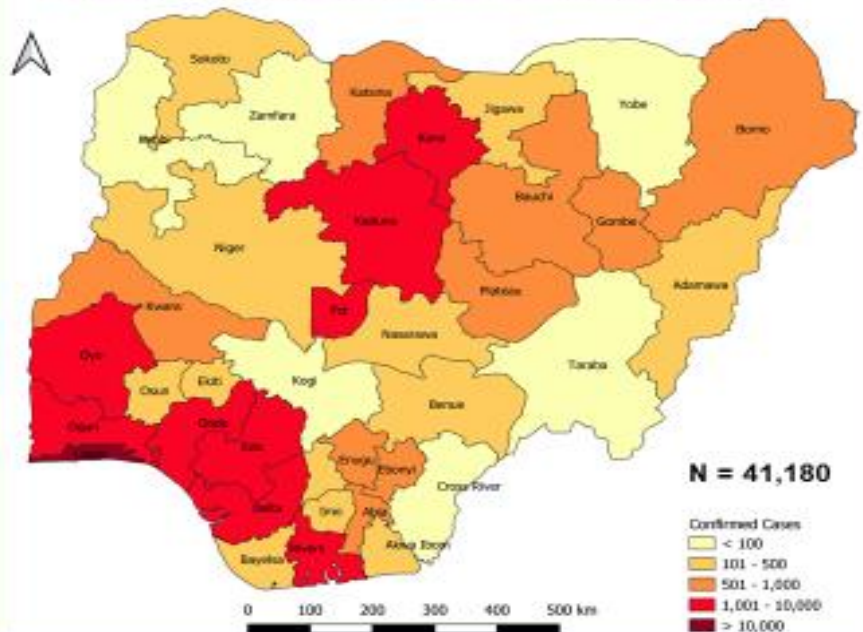 Sokoto
Katsina
Zamfara
Jigawa
Yobe
Borno
Kano
Kebbi
Bauchi
Kaduna
Gombe
Niger
Adamawa
Plateau
Kwara
Fct
Nasarawa
Oyo
Taraba
Kogi
Ekiti
Osun
Benue
Ogun
Ondo
Edo
Enugu
Ebonyi
N = 41,180
Cross River
Delta
Imo
Abia
Confirmed Cases
Rivers
Akwa Ibom
< 100
Bayelsa
101 - 500
501 - 1,000
0 100 200 300 400 500 km
1,001 - 10,000
> 10,000